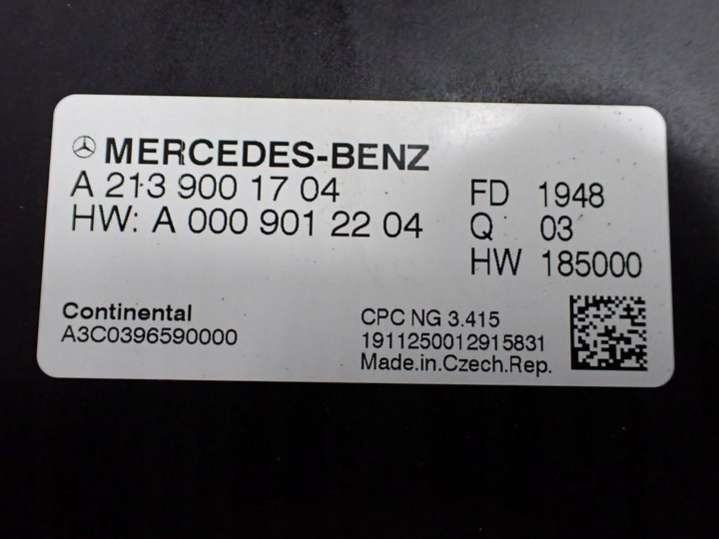 MERCEDES-BENZ
A 213 900 17 04
HW: A 000 901 22 04
FD 1948
Q 03
HW 185000
Continental
A3C0396590000
CPC NG 3.415
1911250012915831
Made.in.Czech.Rep.